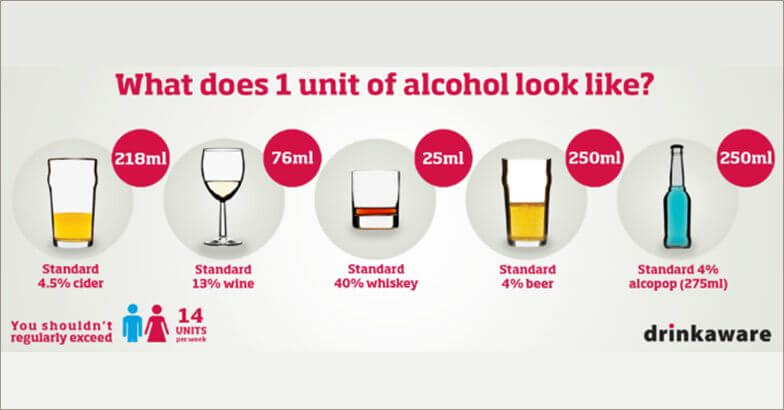 What does 1 unit of alcohol look like?
218ml
76ml
25ml
250ml
250ml
Standard
4.5% cider
Standard
13% wine
Standard
40% whiskey
Standard
4% beer
Standard 4%
alcopop (275ml)
You shouldn't
regularly exceed
14
UNITS
per week
drinkaware